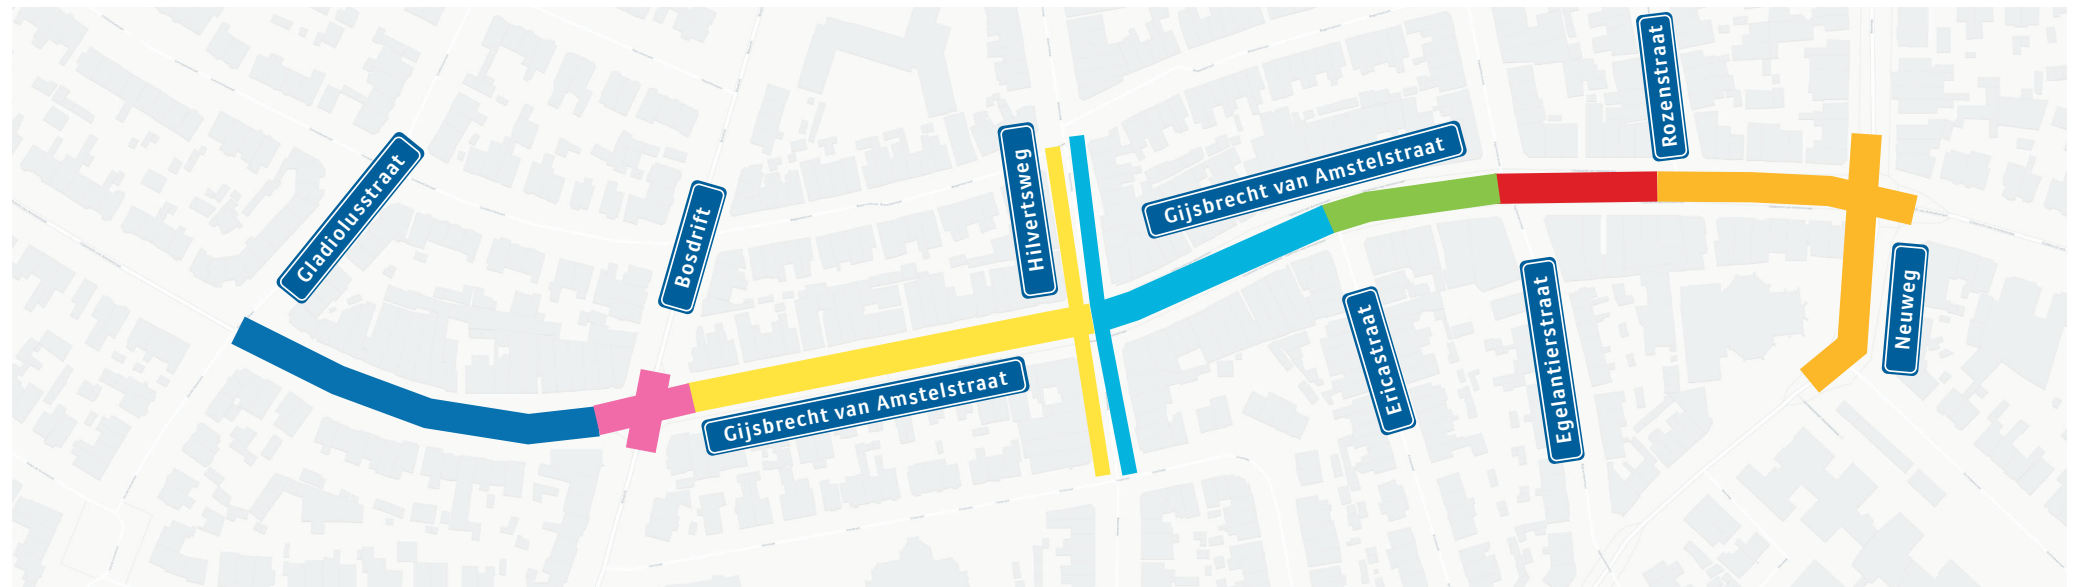 Gladiolusstraat
Bosdrift
Gijsbrecht van Amstelstraat
Hilvertsweg
Gijsbrecht van Amstelstraat
Ericastraat
Egelantierstraat
Rozenstraat
Neuweg